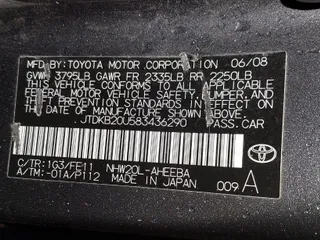 MFD. BY: TOYOTA MOTOR CORPORATION 06/08
GVWR 3795LB GAWR FR 2335LB RR 2250LB
THIS VEHICLE CONFORMS TO ALL APPLICABLE
FEDERAL MOTOR VEHICLE SAFETY, BUMPER, AND
THEFT PREVENTION STANDARDS IN EFFECT ON
THE DATE OF MANUFACTURE SHOWN ABOVE.
JTDKB20U583436290 PASS.CAR
C/TR: 1G3/FE11 NHW20L-AHEEBA
A/TM: -01A/P112 MADE IN JAPAN 009 A
TOYOTA